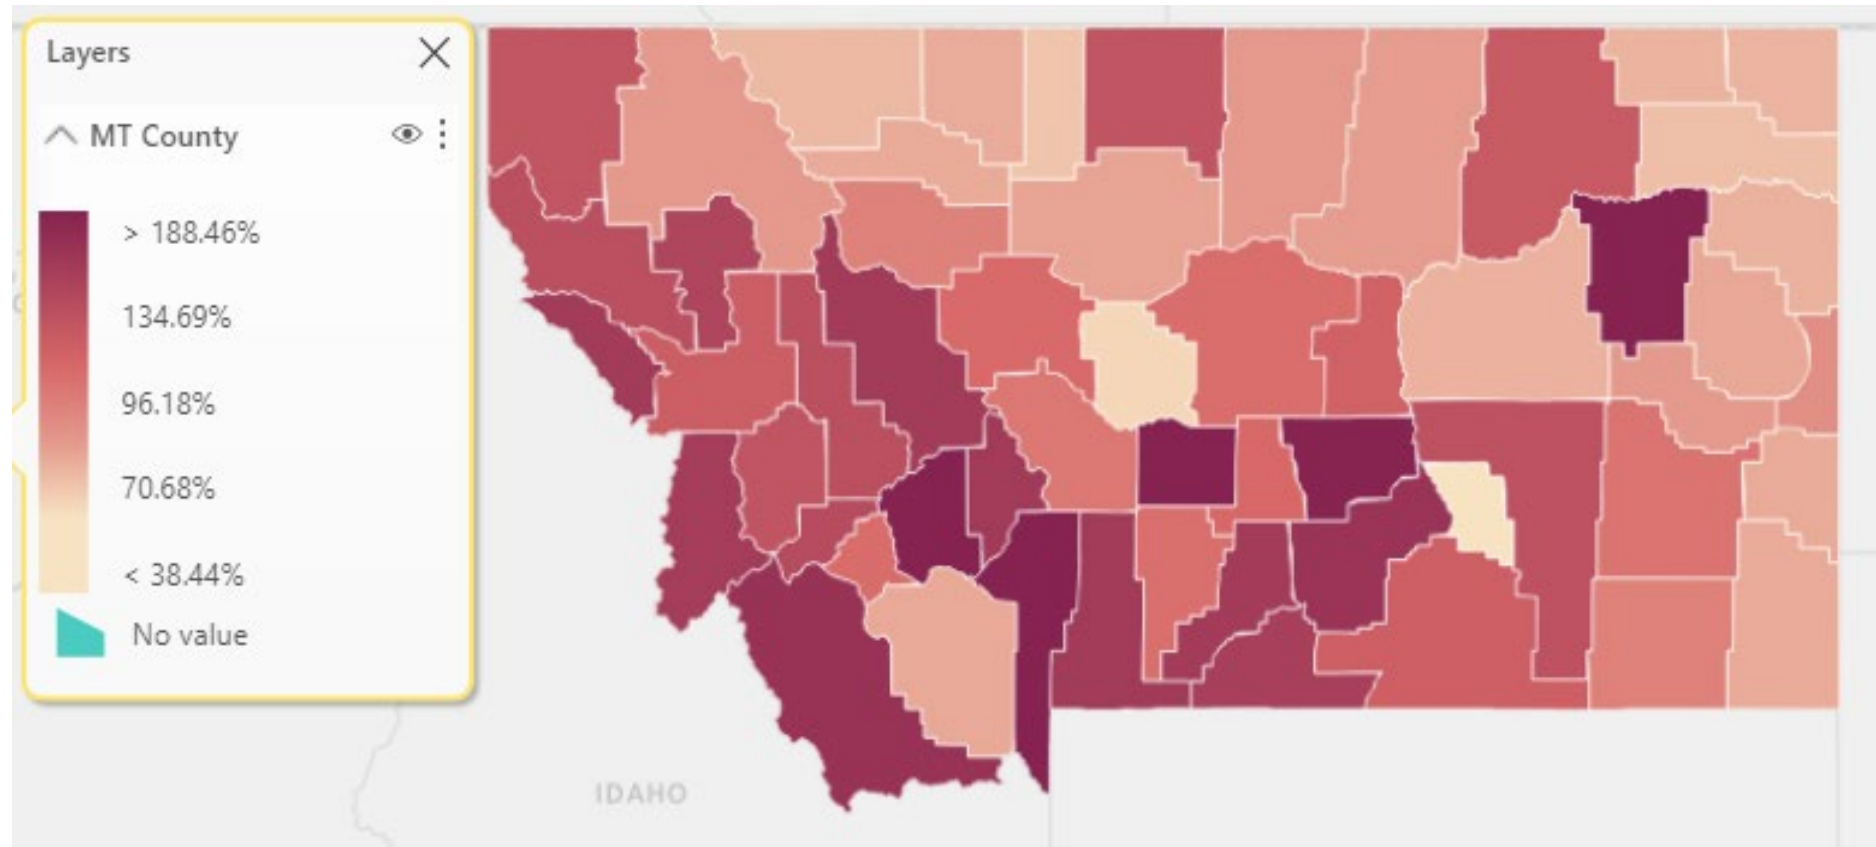 Layers
MT County
> 188.46%
134.69%
96.18%
70.68%
< 38.44%
No value
IDAHO